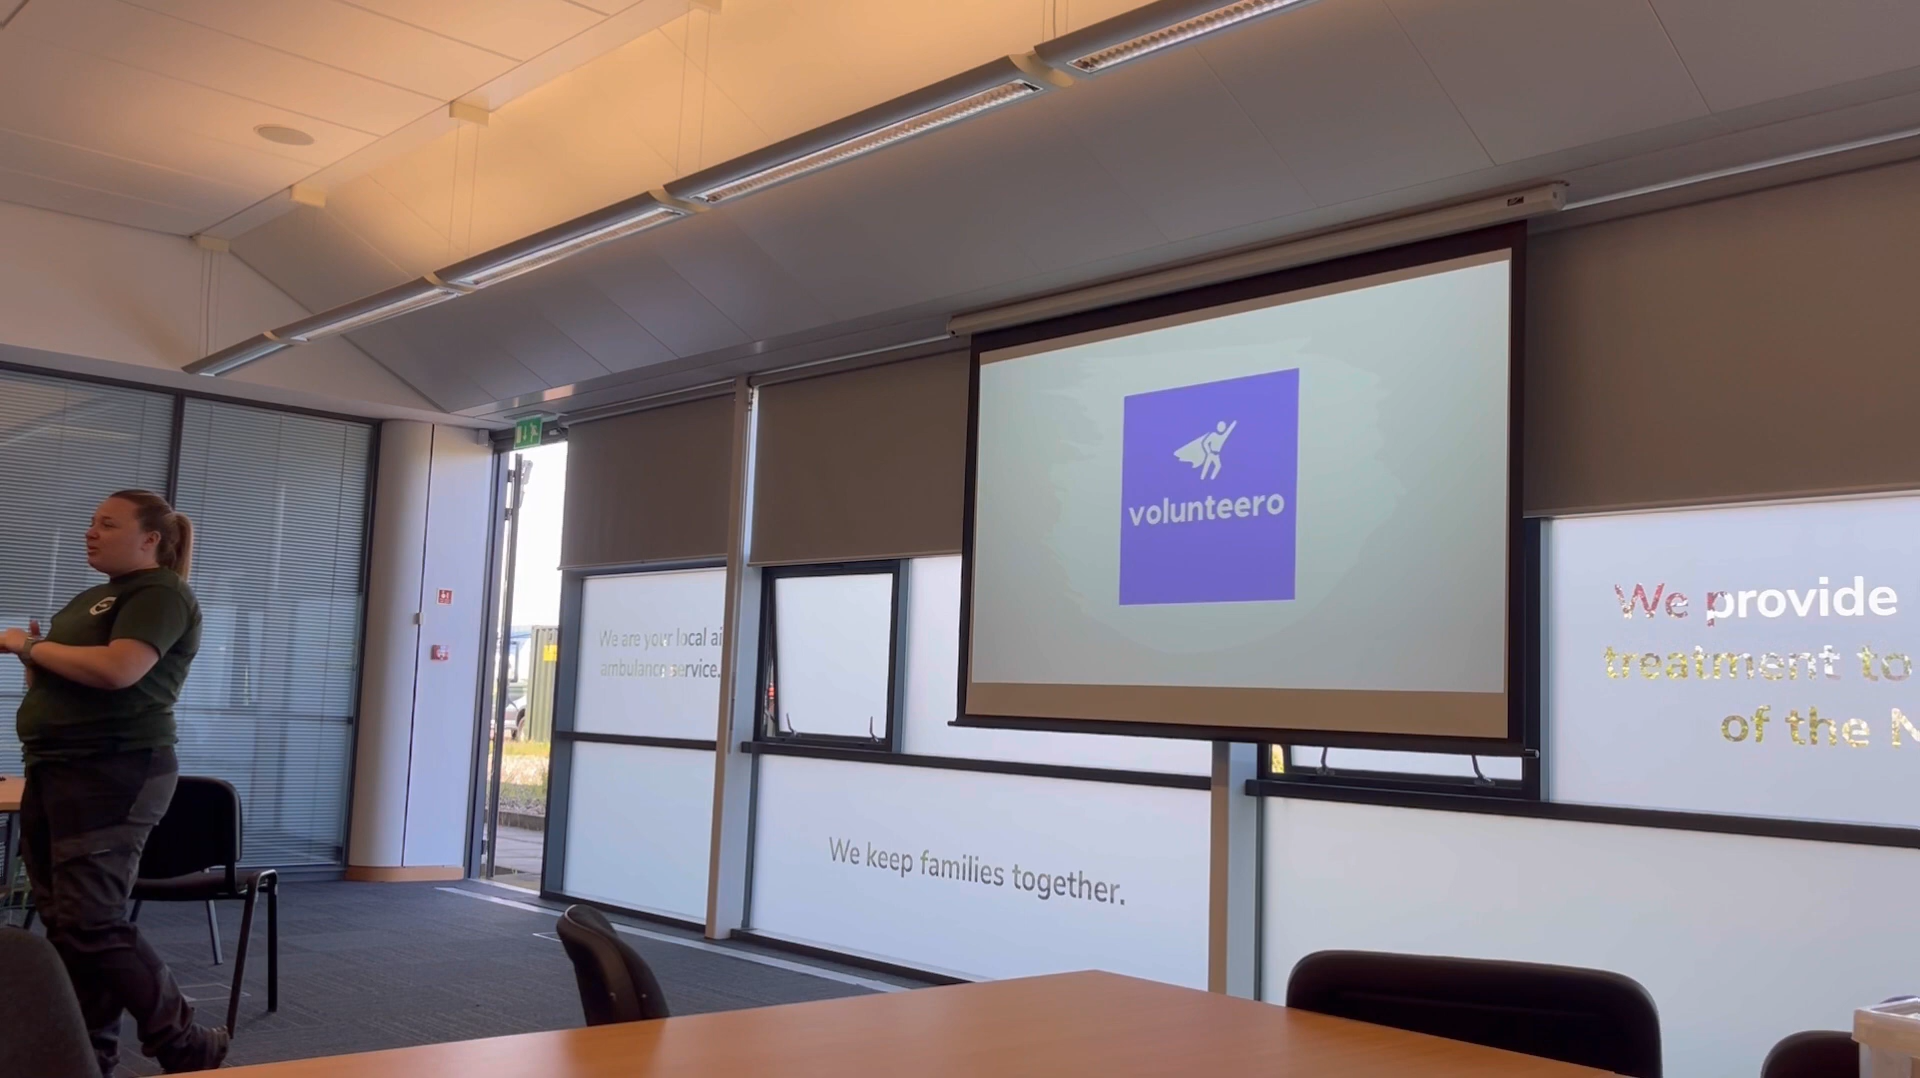 volunteero
We are your local ai
ambulance service.
We keep families together.
We provide
treatment to
of the N